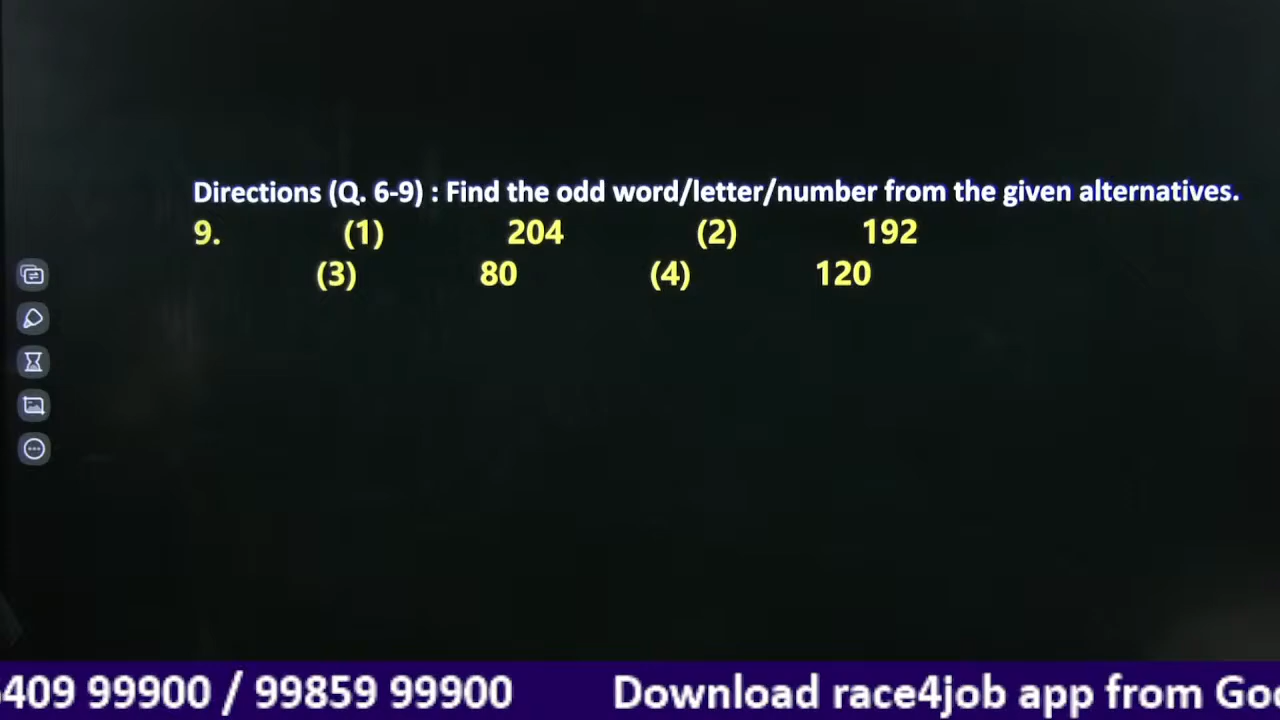 Directions (Q. 6-9) : Find the odd word/letter/number from the given alternatives.
9. (1) 204 (2) 192
(3) 80 (4) 120
409 99900 / 99859 99900 Download race4job app from Goo